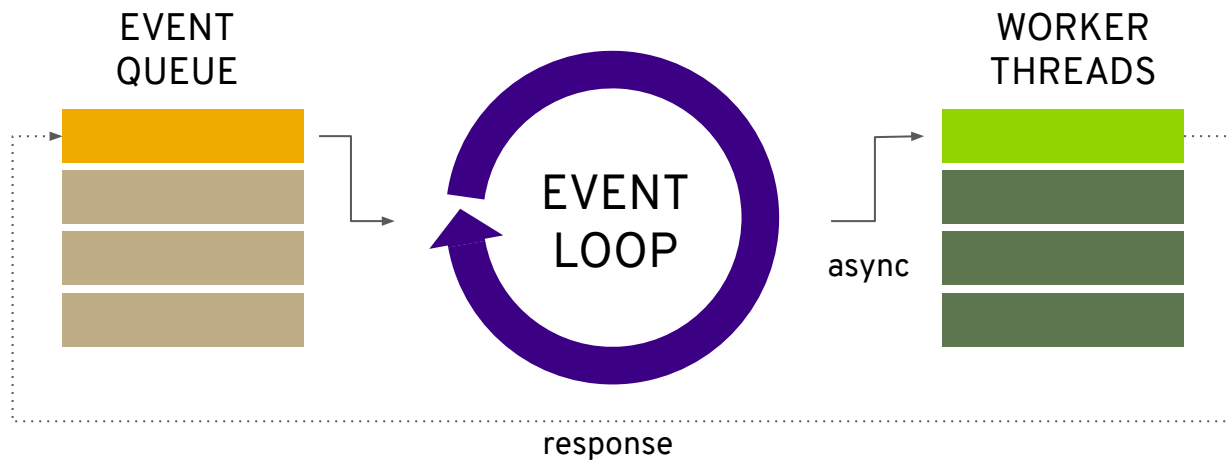 EVENT
QUEUE
WORKER
THREADS
EVENT
LOOP
async
response